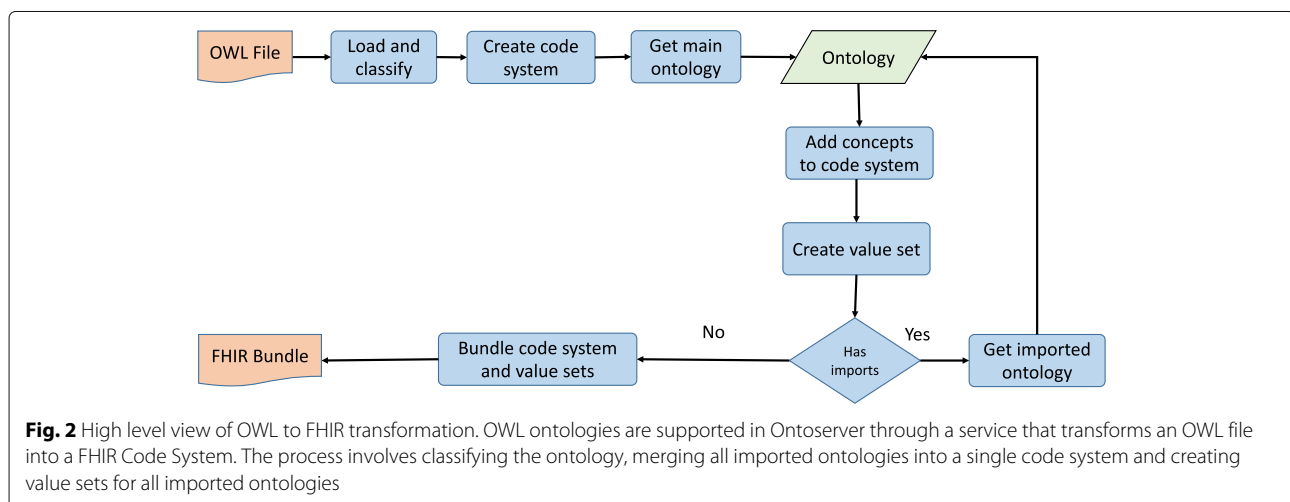 OWL File
Load and
classify
Create code
system
Get main
ontology
Ontology
Add concepts
to code system
Create value set
Has
imports
Yes
Get imported
ontology
No
Bundle code system
and value sets
FHIR Bundle
Fig. 2 High level view of OWL to FHIR transformation. OWL ontologies are supported in Ontoserver through a service that transforms an OWL file
into a FHIR Code System. The process involves classifying the ontology, merging all imported ontologies into a single code system and creating
value sets for all imported ontologies